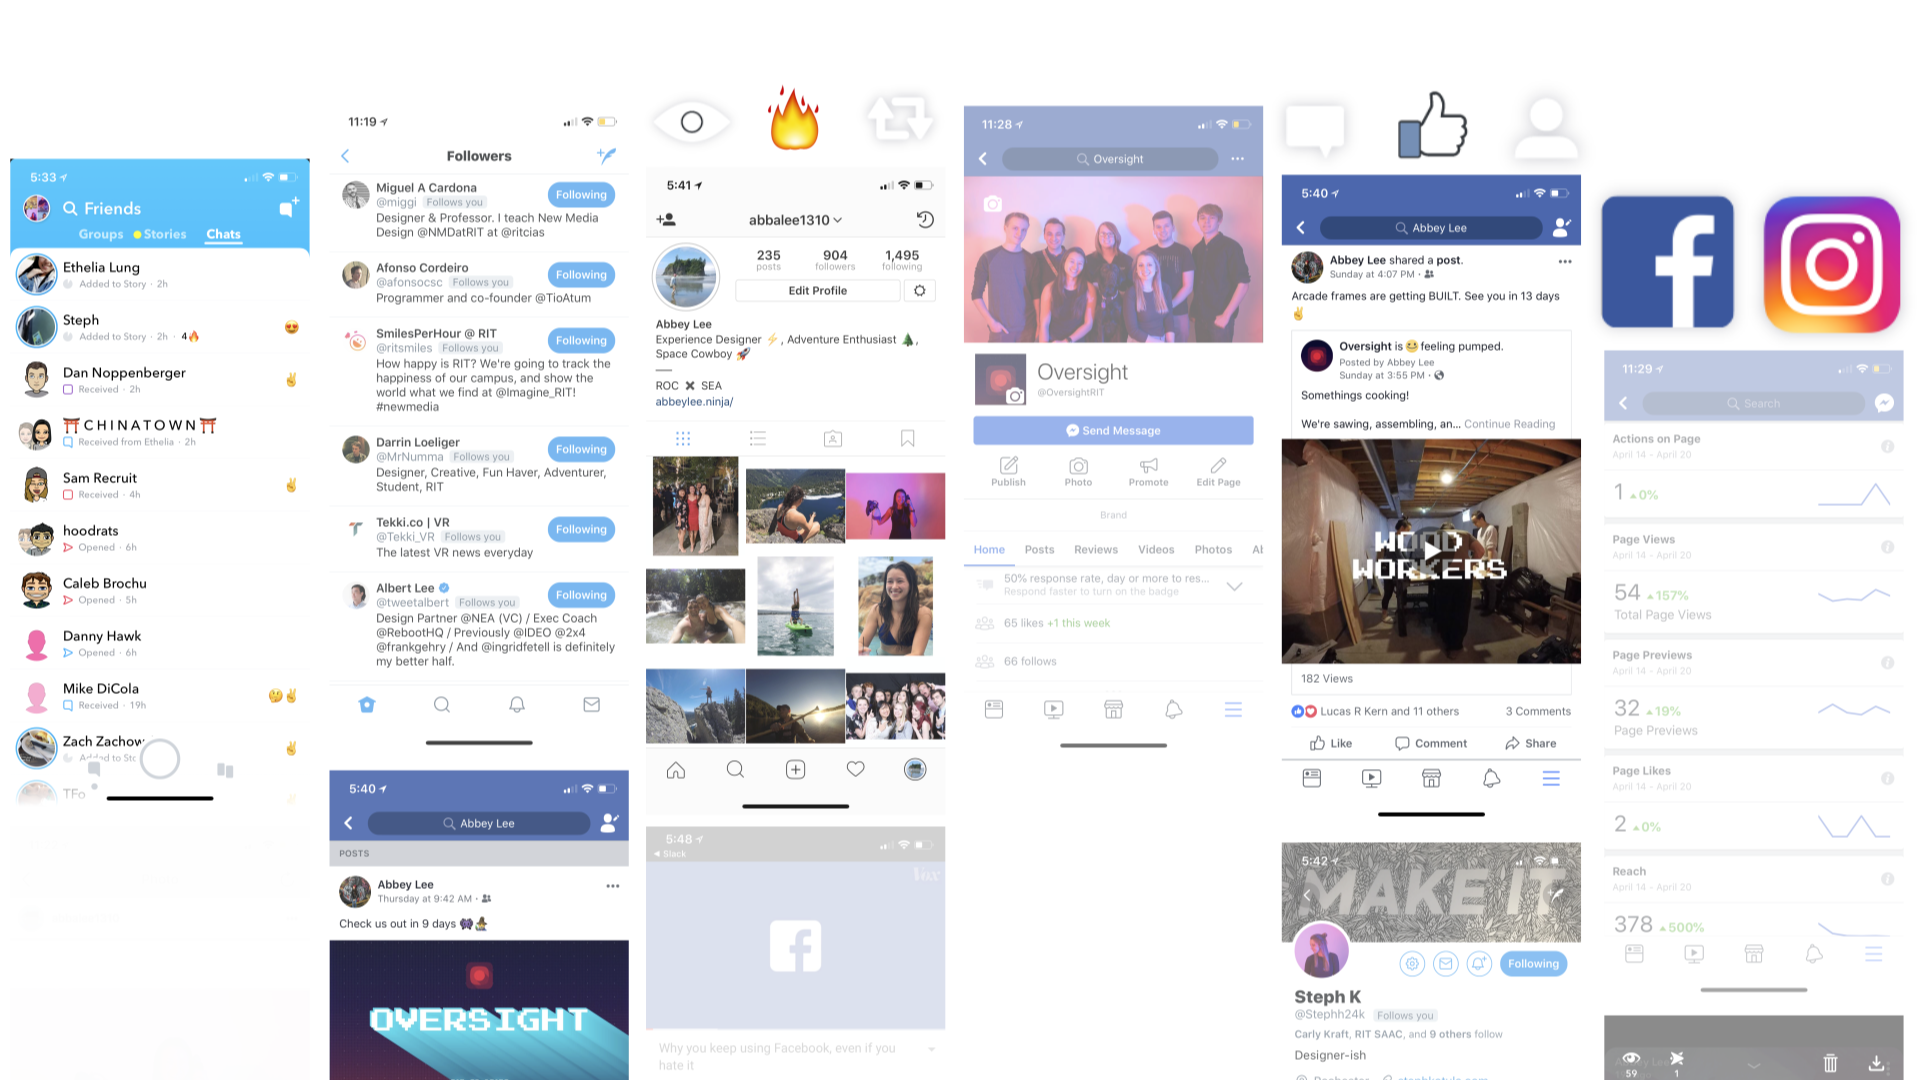 5:33
Friends
Groups
Stories
Chats
Ethelia Lung
Added to Story · 2h
Steph
Added to Story · 2h · 4
Dan Noppenberger
Received · 2h
CHINATOWN
Received from Ethelia · 2h
Sam Recruit
Received · 4h
hoodrats
Opened · 6h
Caleb Brochu
Opened · 5h
Danny Hawk
Opened · 6h
Mike DiCola
Received · 19h
Zach Zachow
Added to Sto
TFo
11:19
Followers
Miguel A Cardona
@miggi Follows you
Following
Designer & Professor. I teach New Media
Design @NMDatRIT at @ritcias
Afonso Cordeiro
@afonsocsc Follows you
Following
Programmer and co-founder @TioAtum
SmilesPerHour @ RIT
@ritsmiles Follows you
Following
How happy is RIT? We're going to track the
happiness of our campus, and show the
world what we find at @Imagine_RIT!
#newmedia
Darrin Loeliger
@MrNumma Follows you
Following
Designer, Creative, Fun Haver, Adventurer,
Student, RIT
Tekki.co | VR
@Tekki_VR Follows you
Following
The latest VR news everyday
Albert Lee
@tweetalbert Follows you
Following
Design Partner @NEA (VC) / Exec Coach
@RebootHQ / Previously @IDEO @2x4
@frankgehry / And @ingridfetell is definitely
my better half.
5:40
Abbey Lee
POSTS
Abbey Lee
Thursday at 9:42 AM ·
Check us out in 9 days
OVERSIGHT
5:41
abbalee1310
235 904 1,495
posts followers following
Edit Profile
Abbey Lee
Experience Designer , Adventure Enthusiast ,
Space Cowboy
—
ROC ✖ SEA
abbeylee.ninja/
5:48
Slack
Vox
Why you keep using Facebook, even if you
hate it
11:28
Oversight
Oversight
@OversightRIT
Send Message
Publish Photo Promote Edit Page
Brand
Home Posts Reviews Videos Photos Al
50% response rate, day or more to res...
Respond faster to turn on the badge
65 likes +1 this week
66 follows
5:40
Abbey Lee
Abbey Lee shared a post.
Sunday at 4:07 PM ·
Arcade frames are getting BUILT. See you in 13 days
Oversight is feeling pumped.
Posted by Abbey Lee
Sunday at 3:55 PM ·
Somethings cooking!
We're sawing, assembling, an... Continue Reading
WOOD
WORKERS
182 Views
Lucas R Kern and 11 others
3 Comments
Like Comment Share
5:42
MAKE IT
Following
Steph K
@Stephh24k Follows you
Carly Kraft, RIT SAAC, and 9 others follow
Designer-ish
11:29
Search
Actions on Page
April 14 - April 20
1 0%
Page Views
April 14 - April 20
54 157%
Total Page Views
Page Previews
April 14 - April 20
32 19%
Page Previews
Page Likes
April 14 - April 20
2 0%
Reach
April 14 - April 20
378 500%
59 1